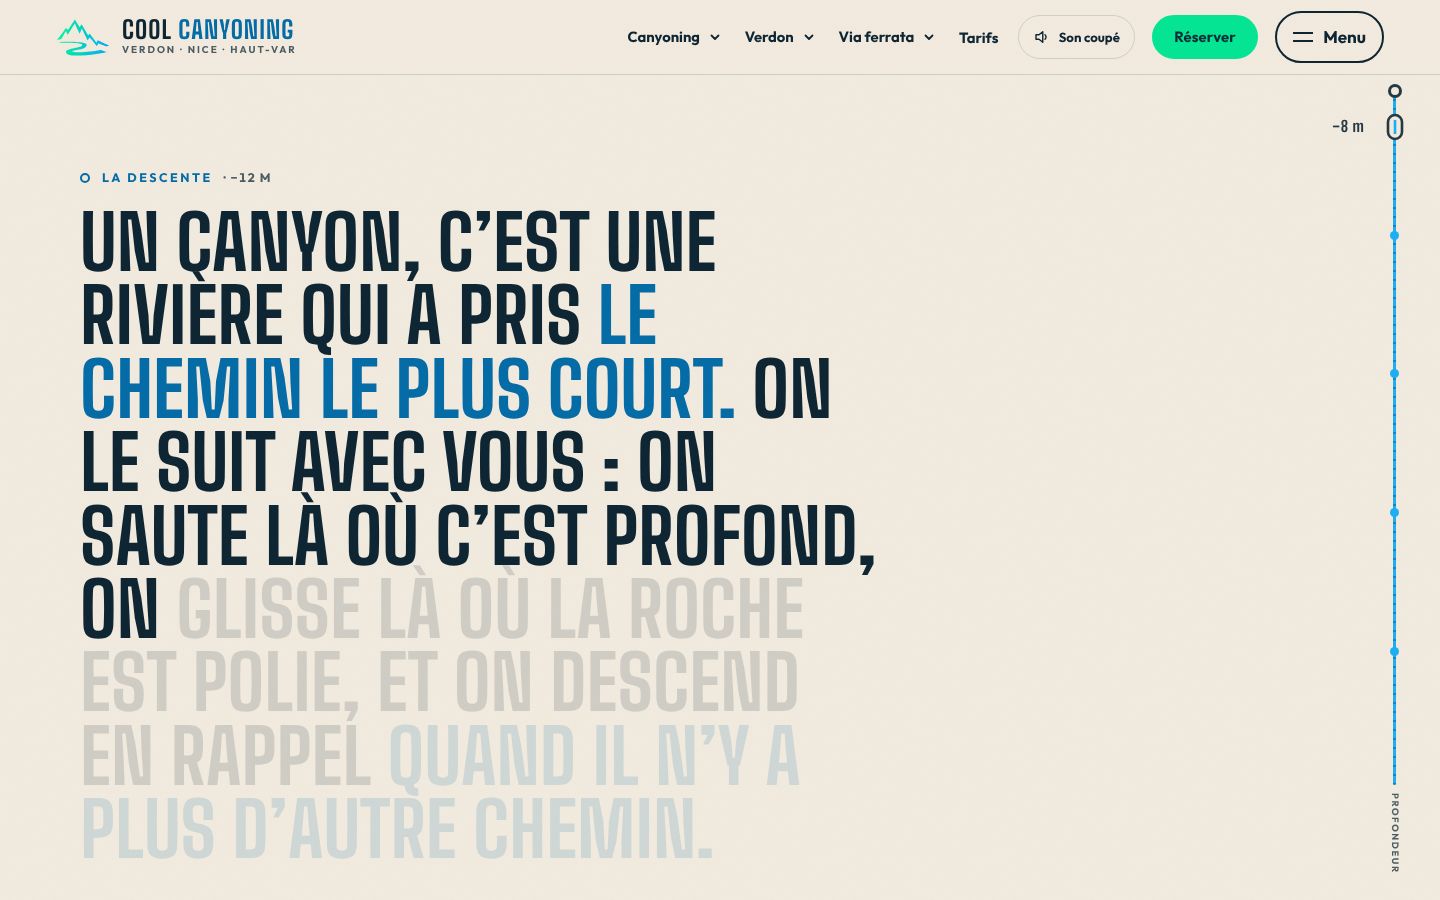 COOL CANYONING
VERDON · NICE · HAUT-VAR
Canyoning
Verdon
Via ferrata
Tarifs
Son coupé
Réserver
Menu
−8 m
LA DESCENTE · −12 M
UN CANYON, C’EST UNE
RIVIÈRE QUI A PRIS LE
CHEMIN LE PLUS COURT. ON
LE SUIT AVEC VOUS : ON
SAUTE LÀ OÙ C’EST PROFOND,
ON GLISSE LÀ OÙ LA ROCHE
EST POLIE, ET ON DESCEND
EN RAPPEL QUAND IL N’Y A
PLUS D’AUTRE CHEMIN.
PROFONDEUR